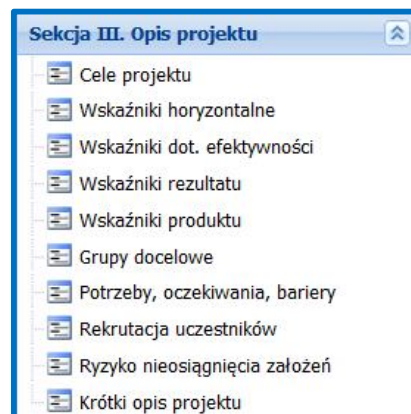 Sekcja III. Opis projektu
Cele projektu
Wskaźniki horyzontalne
Wskaźniki dot. efektywności
Wskaźniki rezultatu
Wskaźniki produktu
Grupy docelowe
Potrzeby, oczekiwania, bariery
Rekrutacja uczestników
Ryzyko nieosiągnięcia założeń
Krótki opis projektu